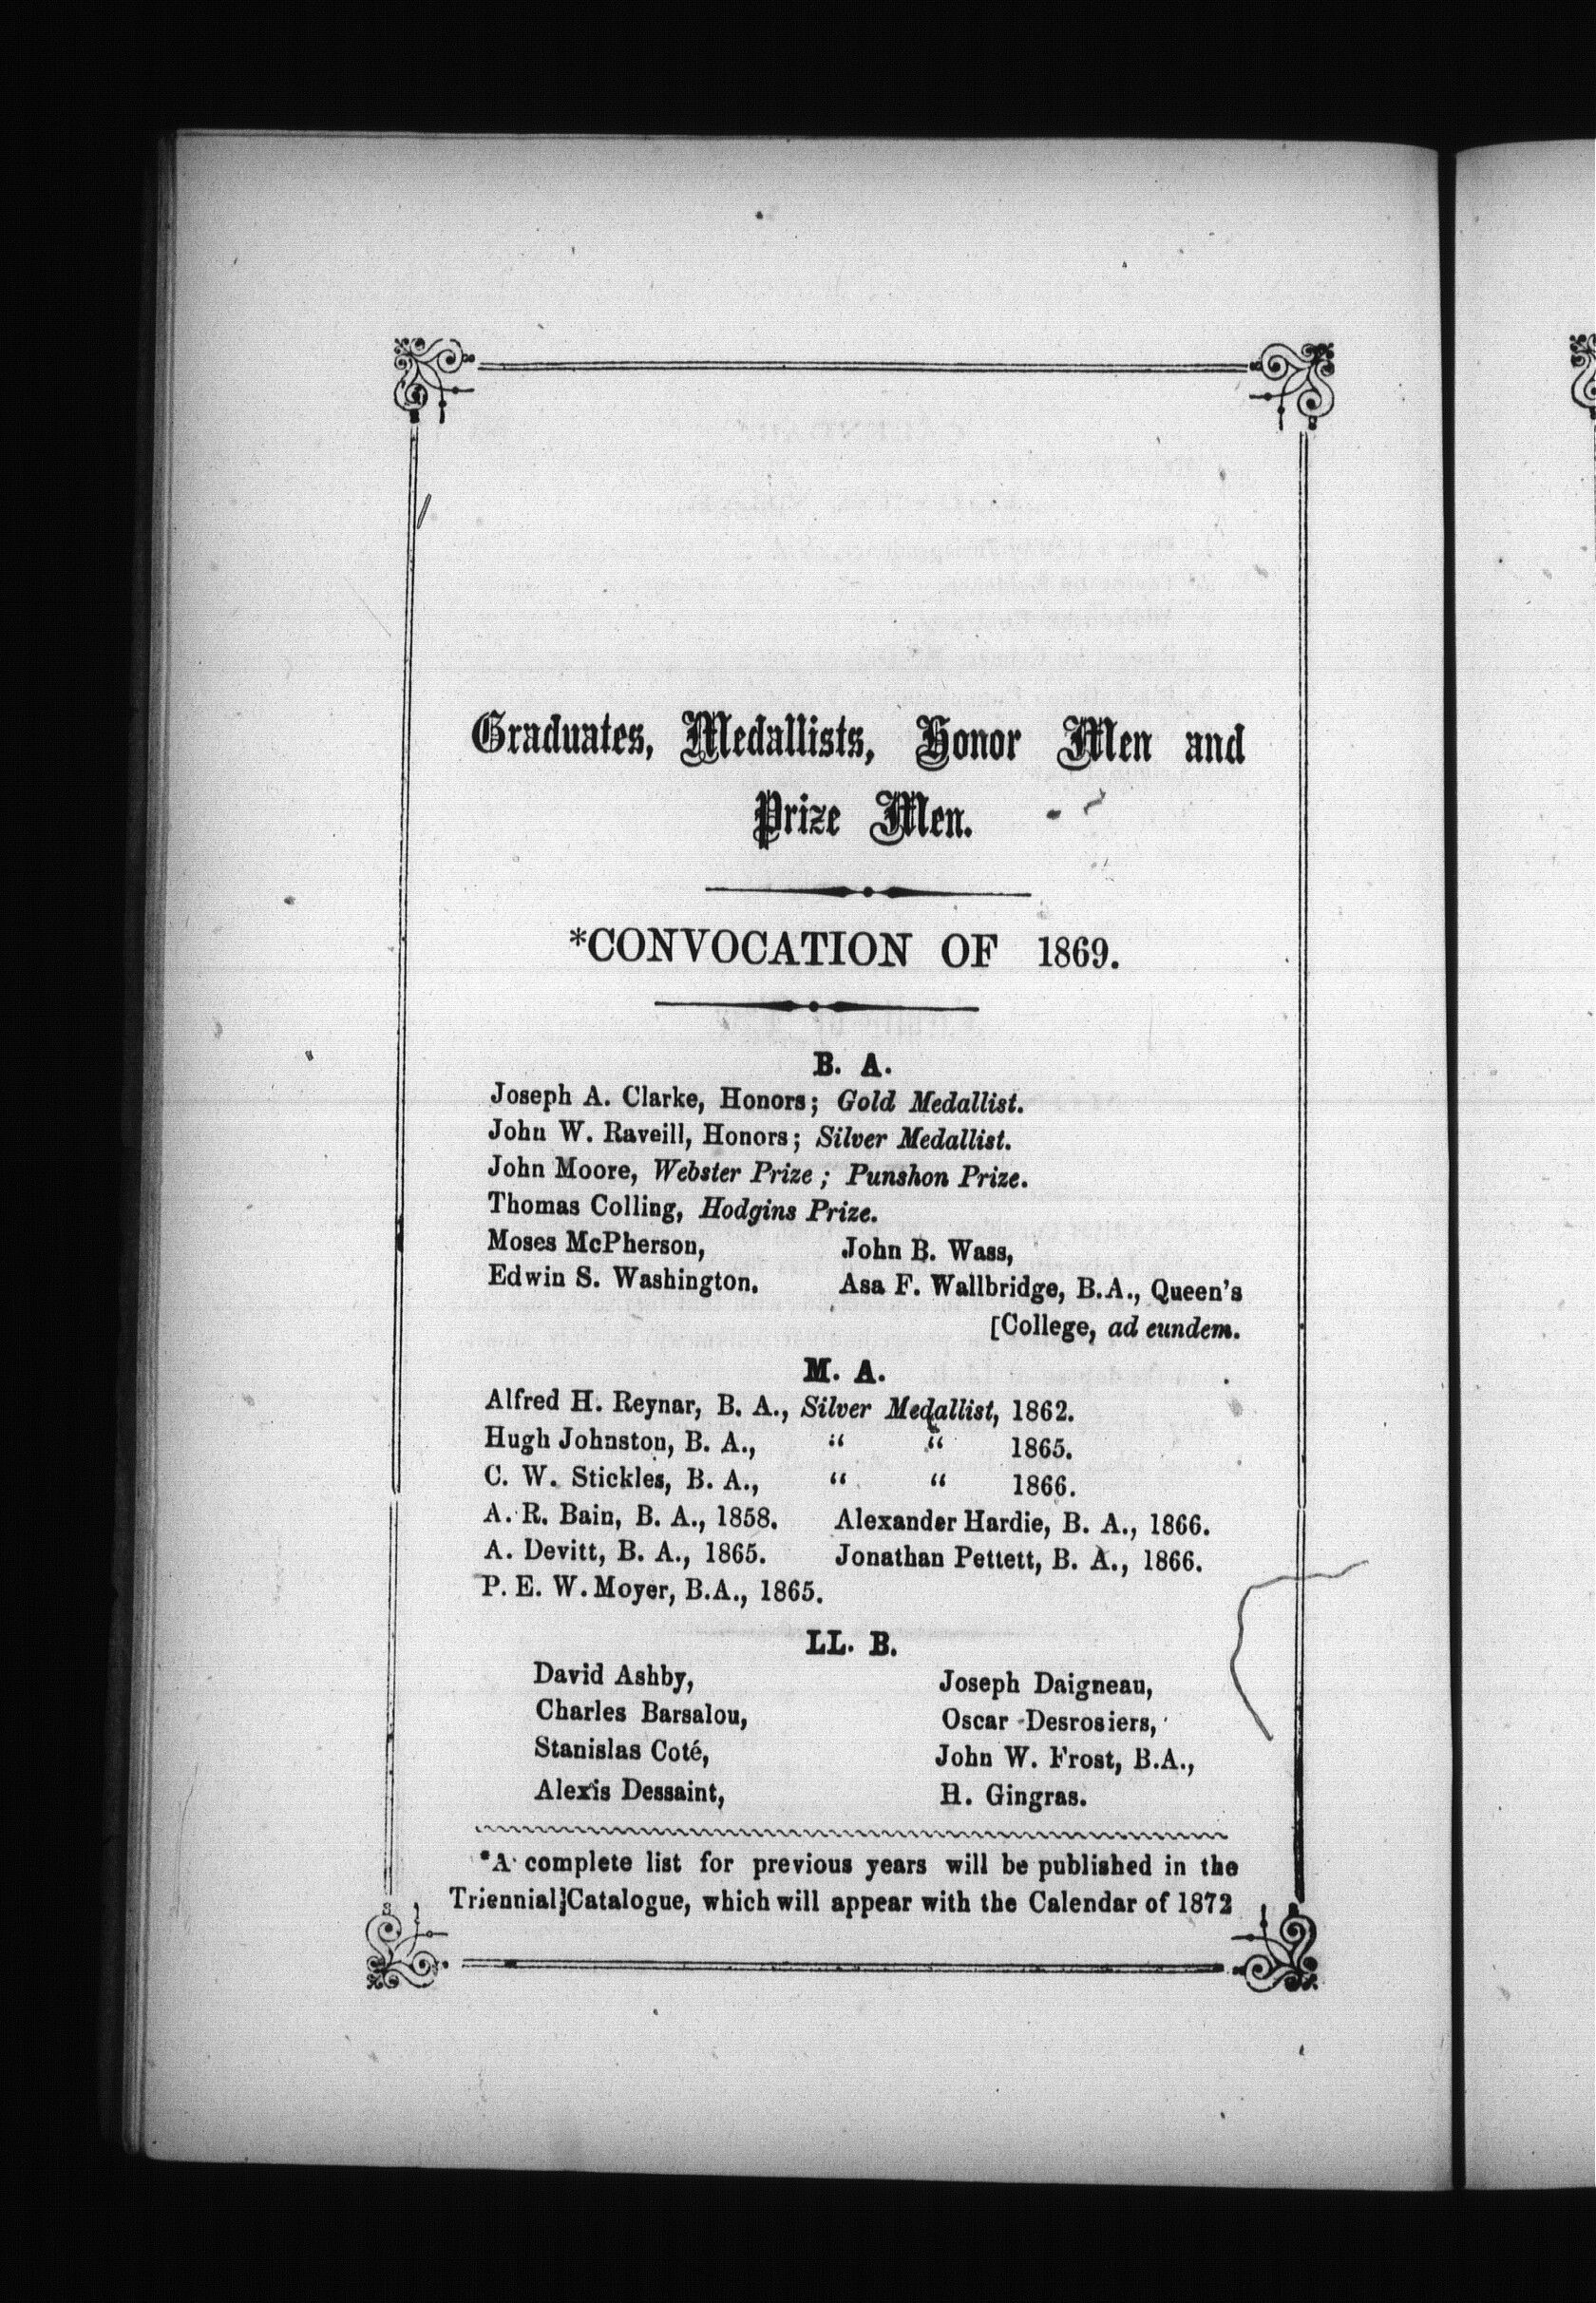 Graduates, Medallists, Honor Men and
Prize Men.
*CONVOCATION OF 1869.
B. A.
Joseph A. Clarke, Honors; Gold Medallist.
John W. Raveill, Honors; Silver Medallist.
John Moore, Webster Prize; Punshon Prize.
Thomas Colling, Hodgins Prize.
Moses McPherson, John B. Wass,
Edwin S. Washington. Asa F. Wallbridge, B.A., Queen's
[College, ad eundem.
M. A.
Alfred H. Reynar, B. A., Silver Medallist, 1862.
Hugh Johnston, B. A., “ “ 1865.
C. W. Stickles, B. A., “ “ 1866.
A. R. Bain, B. A., 1858. Alexander Hardie, B. A., 1866.
A. Devitt, B. A., 1865. Jonathan Pettett, B. A., 1866.
P. E. W. Moyer, B.A., 1865.
LL. B.
David Ashby, Joseph Daigneau,
Charles Barsalou, Oscar Desrosiers,
Stanislas Coté, John W. Frost, B.A.,
Alexis Dessaint, H. Gingras.
*A complete list for previous years will be published in the
Triennial]Catalogue, which will appear with the Calendar of 1872